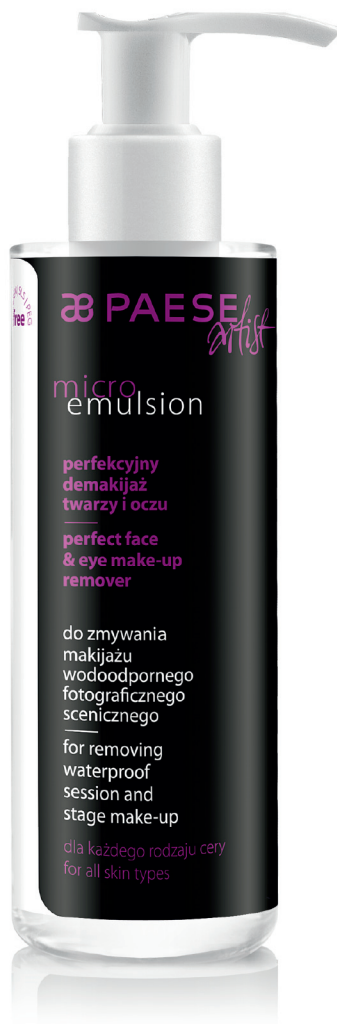 free
PAESE
artist
micro
emulsion
perfekcyjny
demakijaż
twarzy i oczu
perfect face
& eye make-up
remover
do zmywania
makijażu
wodoodpornego
fotograficznego
scenicznego
for removing
waterproof
session and
stage make-up
dla każdego rodzaju cery
for all skin types